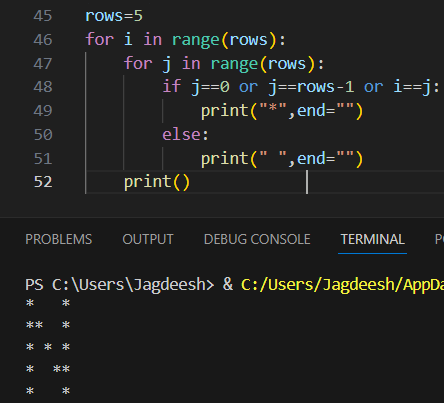 45 rows=5
46 for i in range(rows):
47     for j in range(rows):
48         if j==0 or j==rows-1 or i==j:
49             print("*",end="")
50         else:
51             print(" ",end="")
52     print()
PROBLEMS OUTPUT DEBUG CONSOLE TERMINAL
PS C:\Users\Jagdeesh> & C:/Users/Jagdeesh/AppDa
*   *
**  *
* * *
*  **
*   *